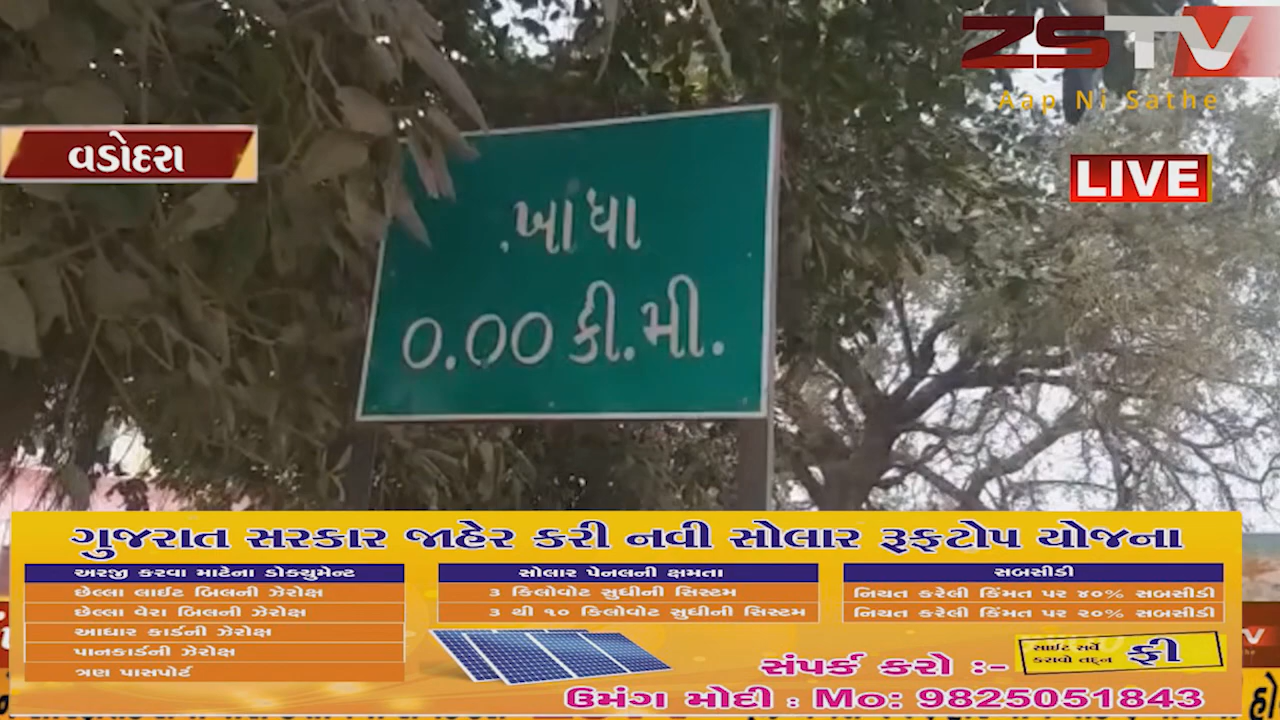 ZSTV
Aap Ni Sathe
વડોદરા
LIVE
ખાંધા
૦.૦૦ કી.મી.
ગુજરાત સરકાર જાહેર કરી નવી સોલાર રૂફટોપ યોજના
અરજી કરવા માટેના ડોક્યુમેન્ટ
છેલ્લા લાઈટ બિલની ઝેરોક્ષ
છેલ્લા વેરા બિલની ઝેરોક્ષ
આધાર કાર્ડની ઝેરોક્ષ
પાનકાર્ડની ઝેરોક્ષ
ત્રણ પાસપોર્ટ
સોલાર પેનલની ક્ષમતા
૩ કિલોવોટ સુધીની સિસ્ટમ
૩ થી ૧૦ કિલોવોટ સુધીની સિસ્ટમ
સબસીડી
નિયત કરેલી કિંમત પર ૪૦% સબસીડી
નિયત કરેલી કિંમત પર ૨૦% સબસીડી
સાઈટ સર્વે
કરાવો તદ્દન ફ્રી
સંપર્ક કરો :-
ઉમંગ મોદી : Mo: 9825051843